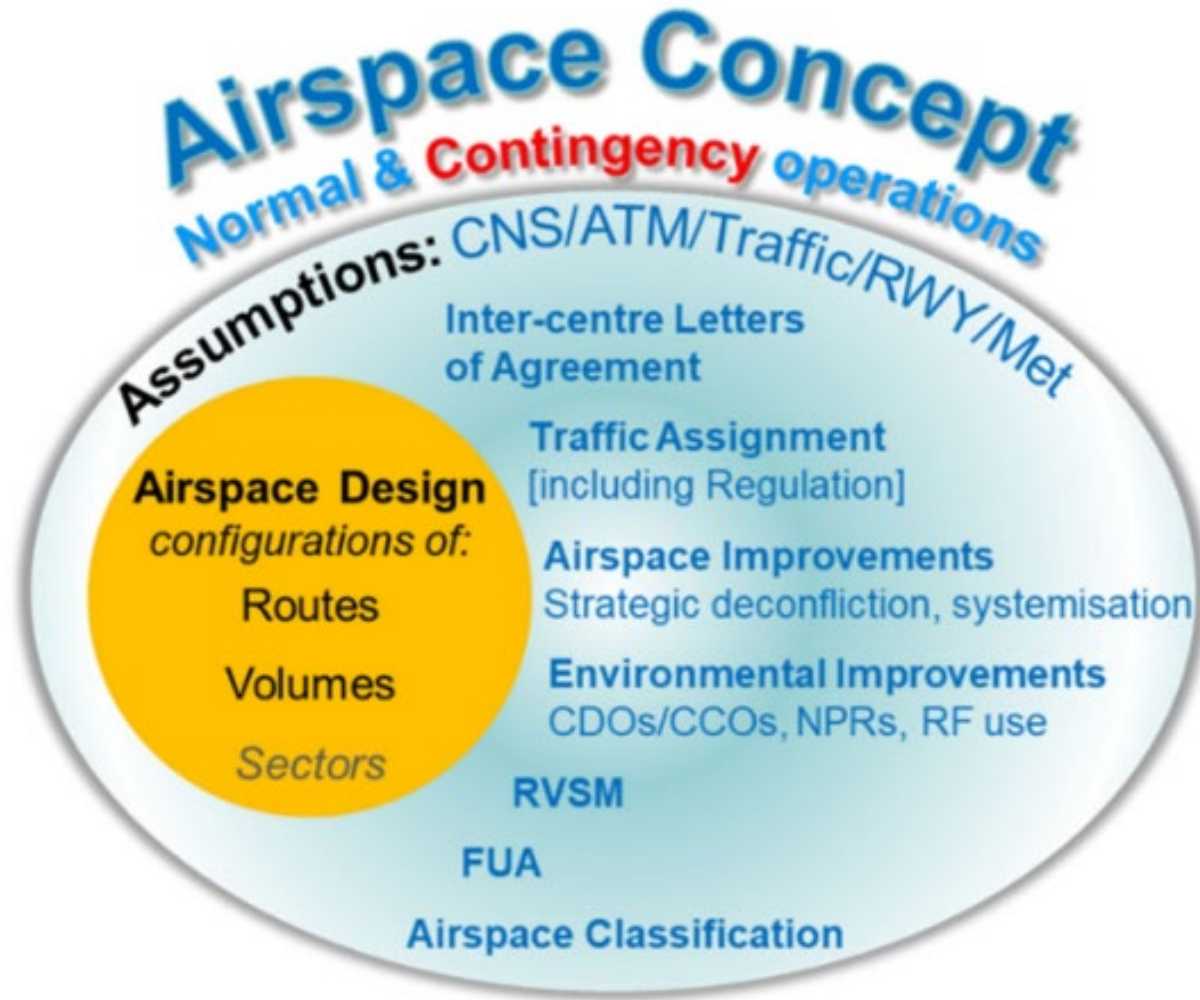 Airspace Concept
Normal & Contingency operations
Assumptions: CNS/ATM/Traffic/RWY/Met
Inter-centre Letters
of Agreement
Traffic Assignment
[including Regulation]
Airspace Improvements
Strategic deconfliction, systemisation
Environmental Improvements
CDOs/CCOs, NPRs, RF use
RVSM
FUA
Airspace Classification
Airspace Design
configurations of:
Routes
Volumes
Sectors